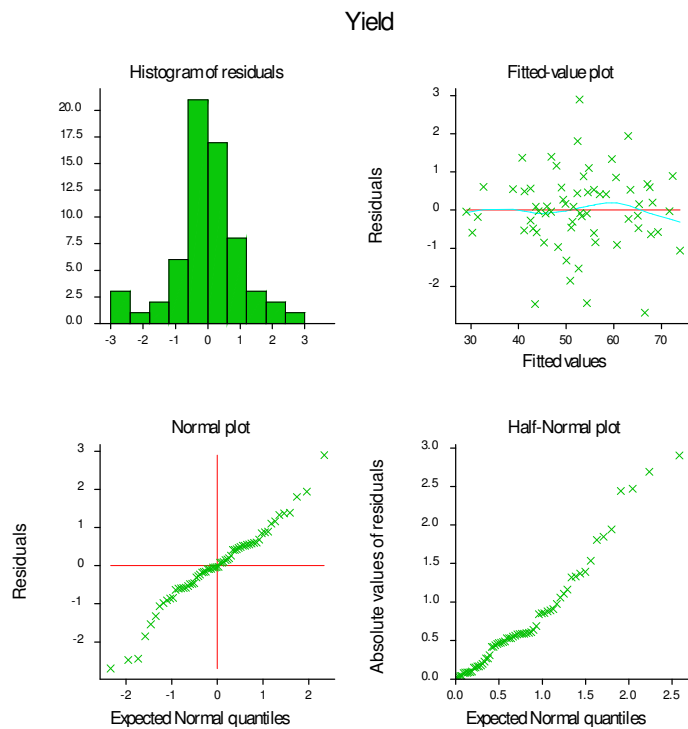 Yield
Histogram of residuals
20.0
17.5
15.0
12.5
10.0
7.5
5.0
2.5
0.0
-3 -2 -1 0 1 2 3
Fitted-value plot
Residuals
3
2
1
0
-1
-2
30 40 50 60 70
Fitted values
Normal plot
Residuals
3
2
1
0
-1
-2
-2 -1 0 1 2
Expected Normal quantiles
Half-Normal plot
Absolute values of residuals
3.0
2.5
2.0
1.5
1.0
0.5
0.0
0.0 0.5 1.0 1.5 2.0 2.5
Expected Normal quantiles